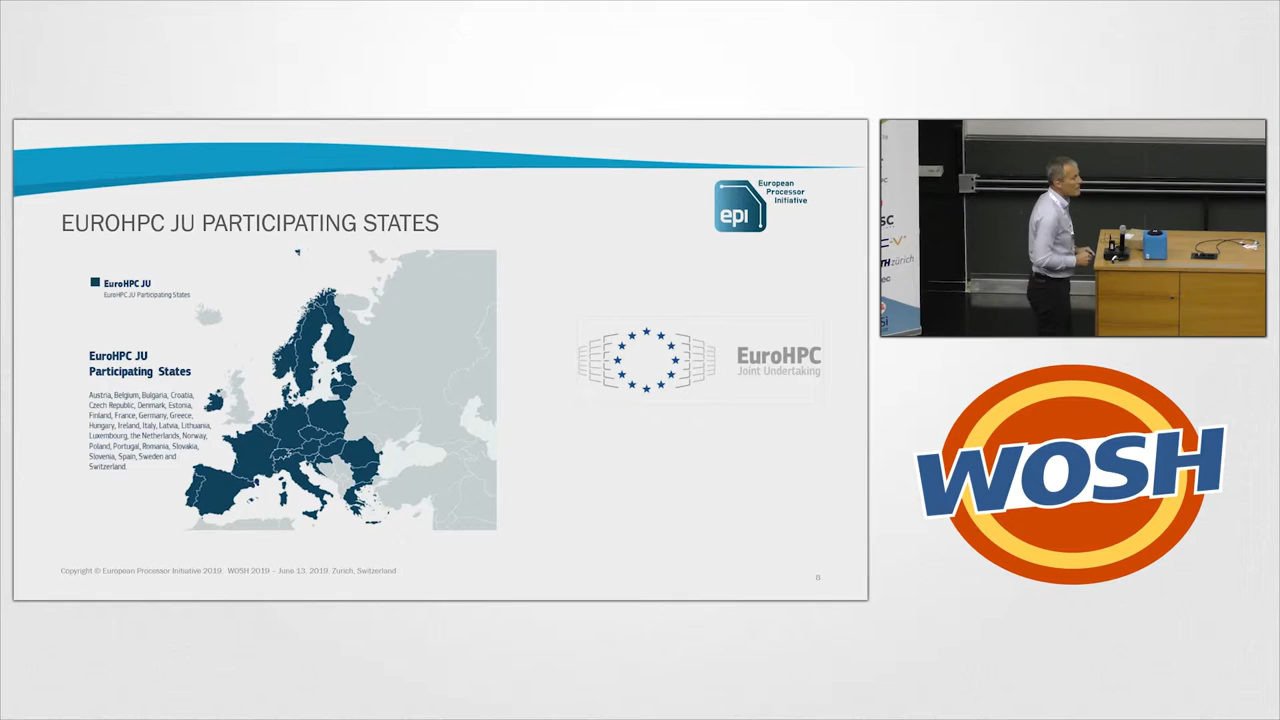 EUROHPC JU PARTICIPATING STATES
epi
European
Processor
Initiative
EuroHPC JU
EuroHPC JU Participating States
EuroHPC JU
Participating States
Austria, Belgium, Bulgaria, Croatia,
Czech Republic, Denmark, Estonia,
Finland, France, Germany, Greece,
Hungary, Ireland, Italy, Latvia, Lithuania,
Luxembourg, the Netherlands, Norway,
Poland, Portugal, Romania, Slovakia,
Slovenia, Spain, Sweden and
Switzerland.
EuroHPC
Joint Undertaking
Copyright © European Processor Initiative 2019. WOSH 2019 – June 13, 2019. Zurich, Switzerland
8
THzürich
WOSH